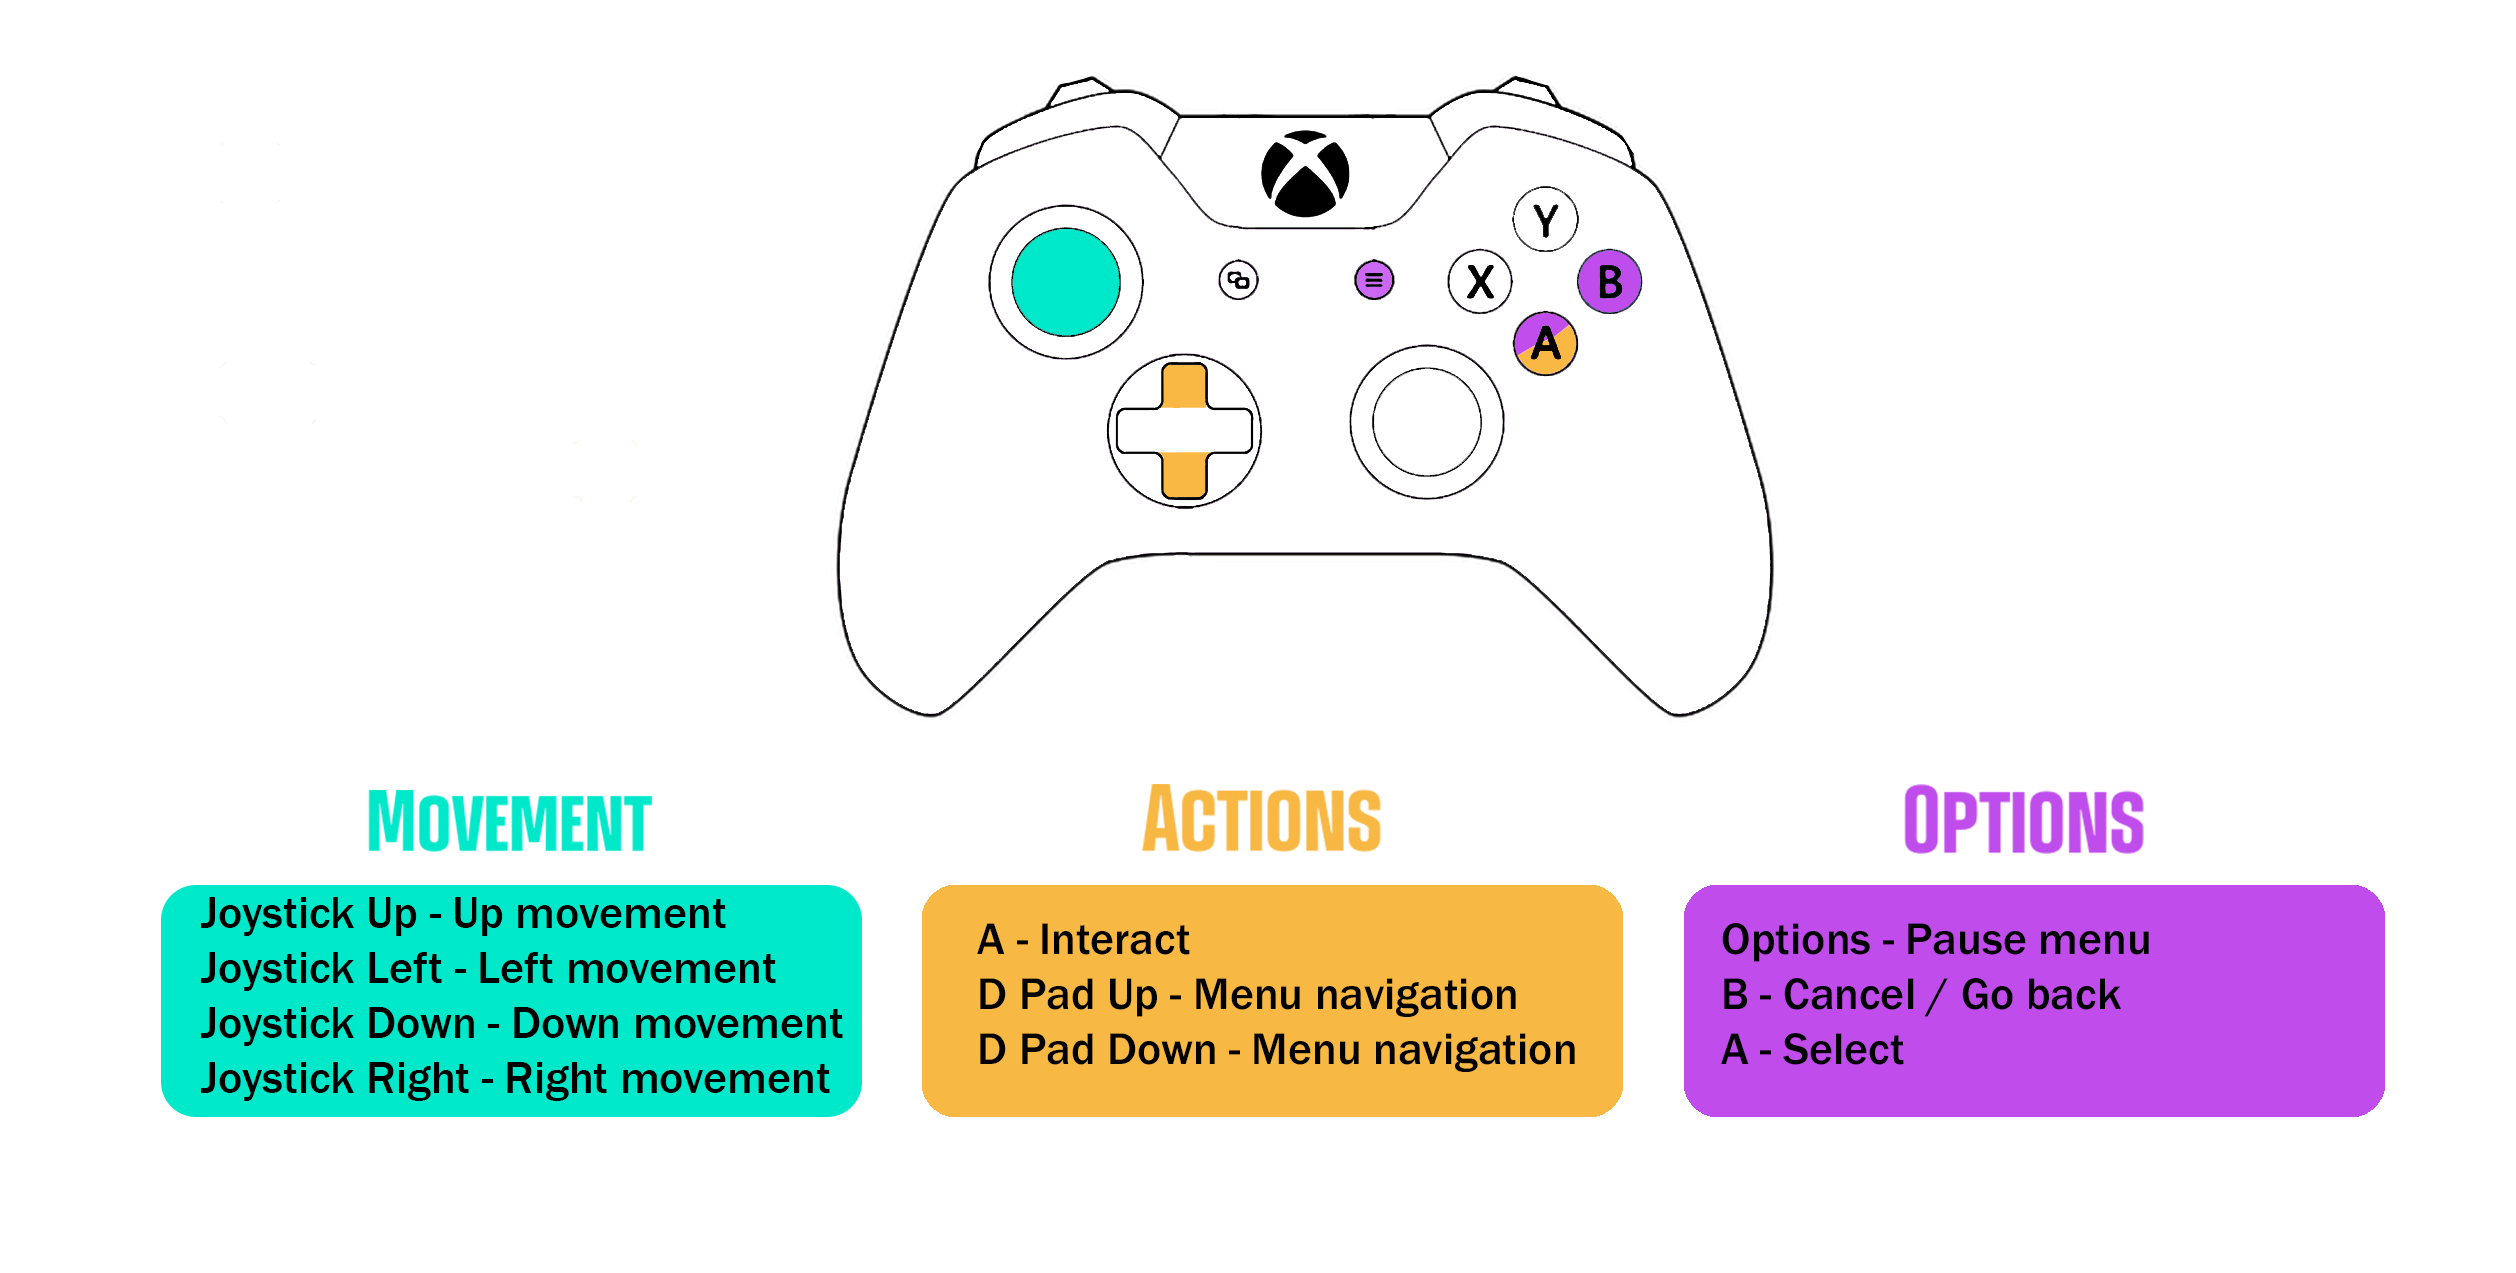 Y
X
B
A
MOVEMENT
Joystick Up - Up movement
Joystick Left - Left movement
Joystick Down - Down movement
Joystick Right - Right movement
ACTIONS
A - Interact
D Pad Up - Menu navigation
D Pad Down - Menu navigation
OPTIONS
Options - Pause menu
B - Cancel / Go back
A - Select